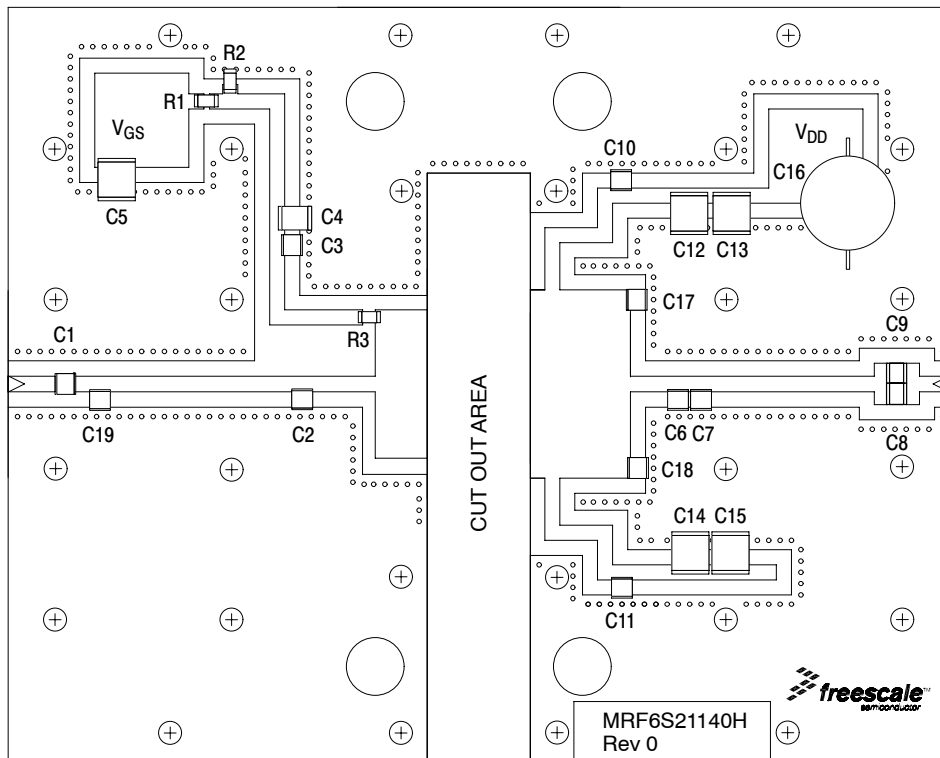 R2
R1
VGS
VDD
C10
C16
C5
C4
C3
C12 C13
C17
C1
R3
C9
CUT OUT AREA
C19
C2
C6 C7
C8
C18
C14 C15
C11
freescale™
semiconductor
MRF6S21140H
Rev 0